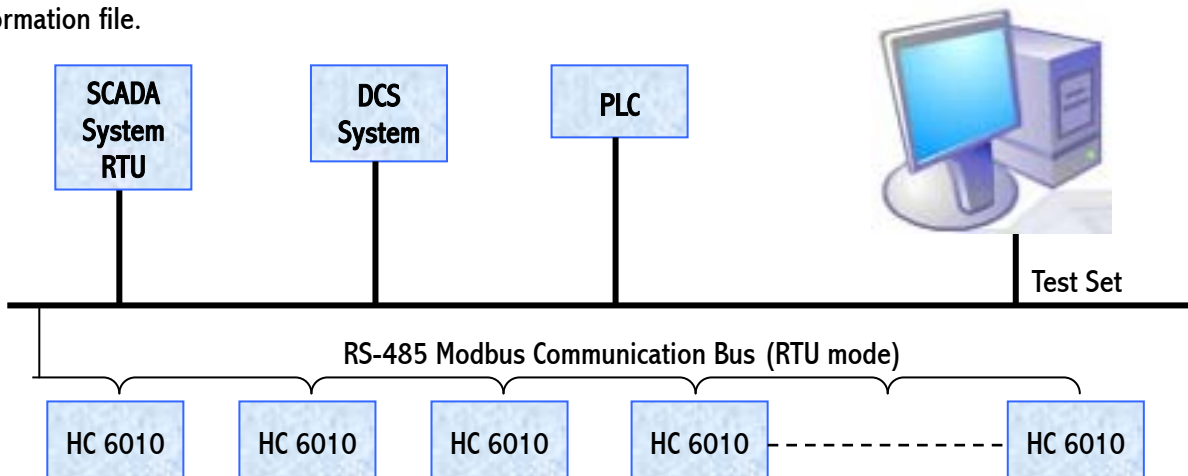 ormation file.
SCADA
System
RTU
DCS
System
PLC
Test Set
RS-485 Modbus Communication Bus (RTU mode)
HC 6010 HC 6010 HC 6010 HC 6010 HC 6010